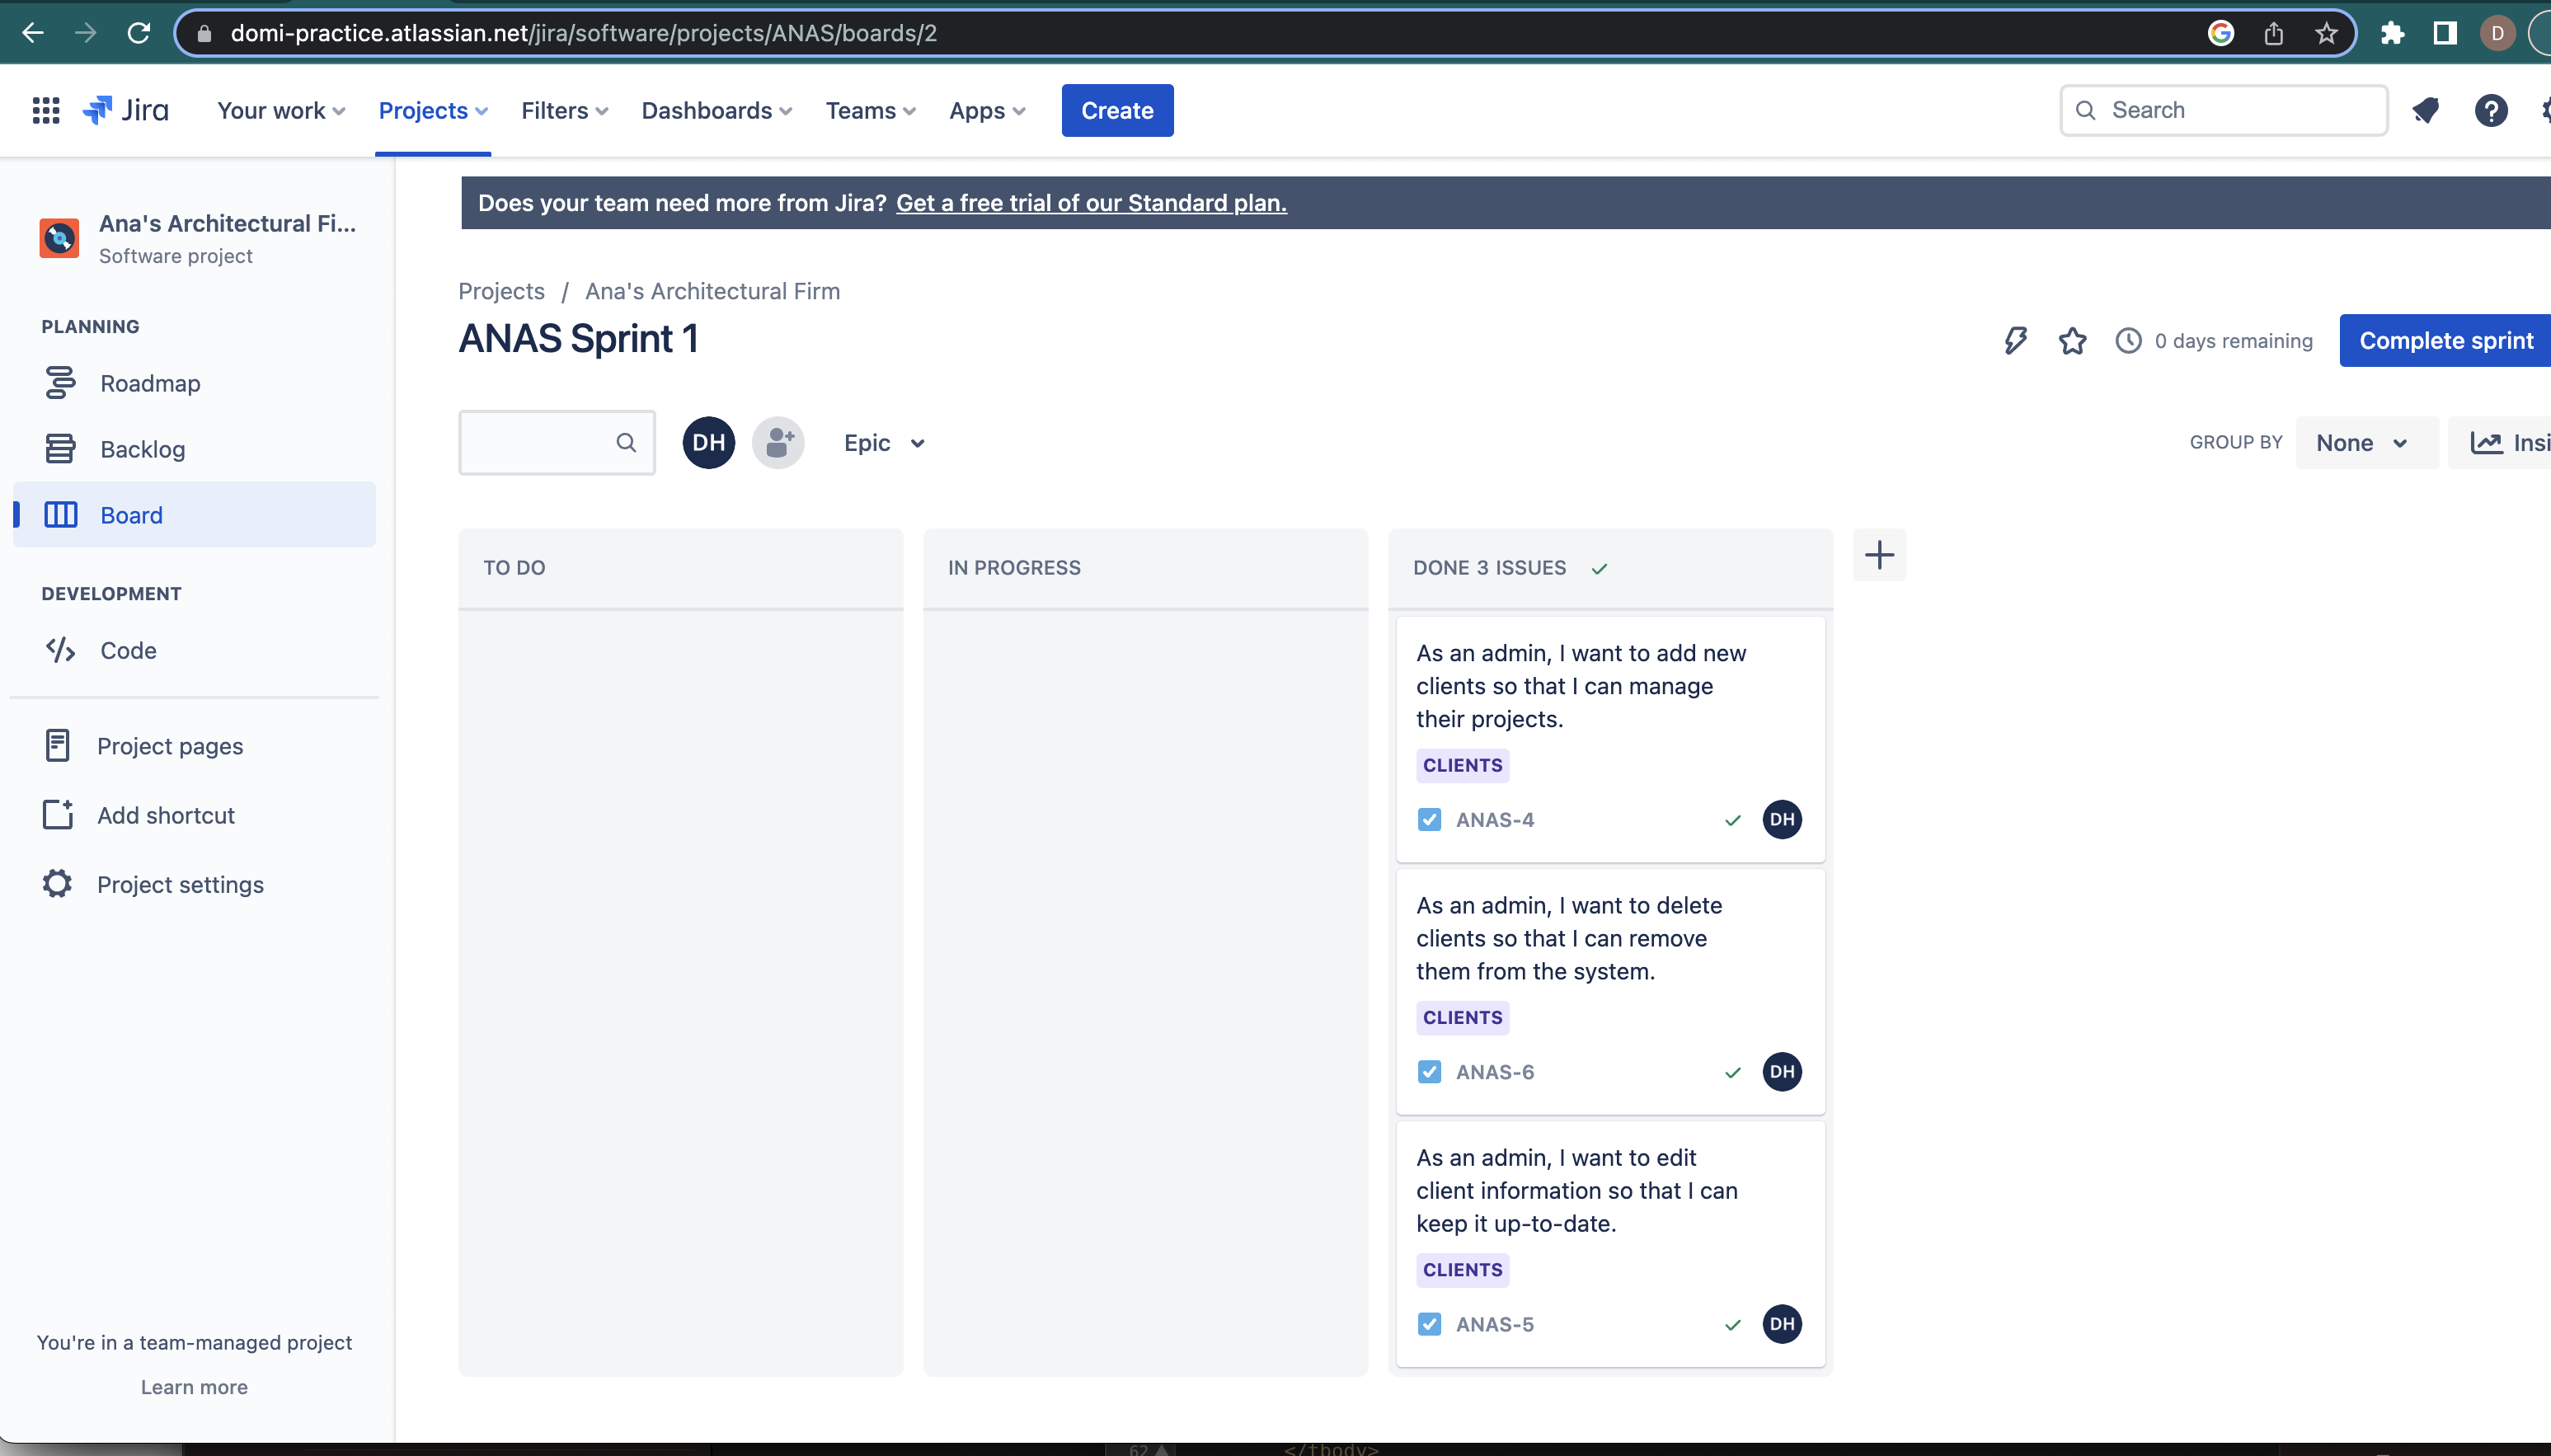 domi-practice.atlassian.net/jira/software/projects/ANAS/boards/2
D
Jira
Your work
Projects
Filters
Dashboards
Teams
Apps
Create
Search
Ana's Architectural Fi...
Software project
PLANNING
Roadmap
Backlog
Board
DEVELOPMENT
Code
Project pages
Add shortcut
Project settings
You're in a team-managed project
Learn more
Does your team need more from Jira? Get a free trial of our Standard plan.
Projects / Ana's Architectural Firm
ANAS Sprint 1
0 days remaining
Complete sprint
DH
Epic
GROUP BY
None
Insi
TO DO
IN PROGRESS
DONE 3 ISSUES
As an admin, I want to add new
clients so that I can manage
their projects.
CLIENTS
ANAS-4
DH
As an admin, I want to delete
clients so that I can remove
them from the system.
CLIENTS
ANAS-6
DH
As an admin, I want to edit
client information so that I can
keep it up-to-date.
CLIENTS
ANAS-5
DH
62
</tbody>